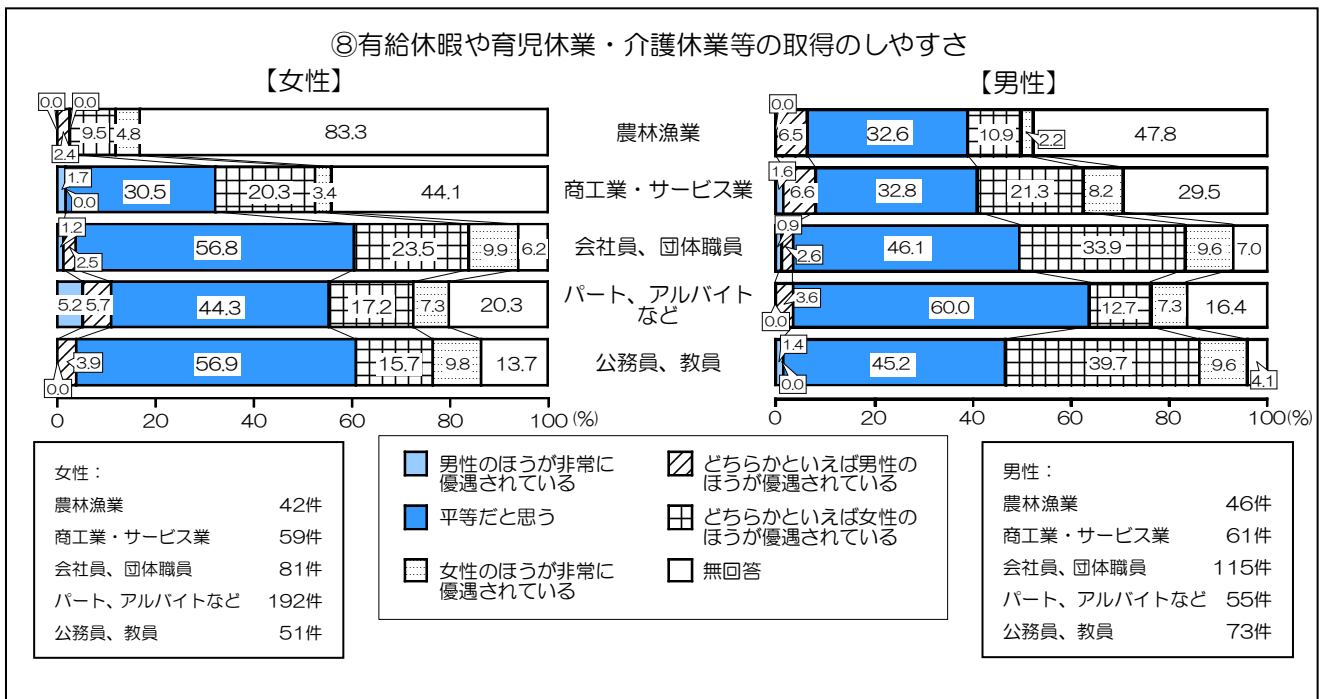 ⑧有給休暇や育児休業・介護休業等の取得のしやすさ
【女性】
【男性】
0.0 2.4 0.0 9.5 4.8 83.3
農林漁業
0.0 6.5 32.6 10.9 2.2 47.8
1.7 0.0 30.5 20.3 3.4 44.1
商工業・サービス業
1.6 6.6 32.8 21.3 8.2 29.5
1.2 2.5 56.8 23.5 9.9 6.2
会社員、団体職員
0.9 2.6 46.1 33.9 9.6 7.0
5.2 5.7 44.3 17.2 7.3 20.3
パート、アルバイト
など
0.0 3.6 60.0 12.7 7.3 16.4
0.0 3.9 56.9 15.7 9.8 13.7
公務員、教員
1.4 0.0 45.2 39.7 9.6 4.1
0 20 40 60 80 100(%)
0 20 40 60 80 100(%)
女性：
農林漁業 42件
商工業・サービス業 59件
会社員、団体職員 81件
パート、アルバイトなど 192件
公務員、教員 51件
男性のほうが非常に
優遇されている
どちらかといえば男性の
ほうが優遇されている
平等だと思う
どちらかといえば女性の
ほうが優遇されている
女性のほうが非常に
優遇されている
無回答
男性：
農林漁業 46件
商工業・サービス業 61件
会社員、団体職員 115件
パート、アルバイトなど 55件
公務員、教員 73件